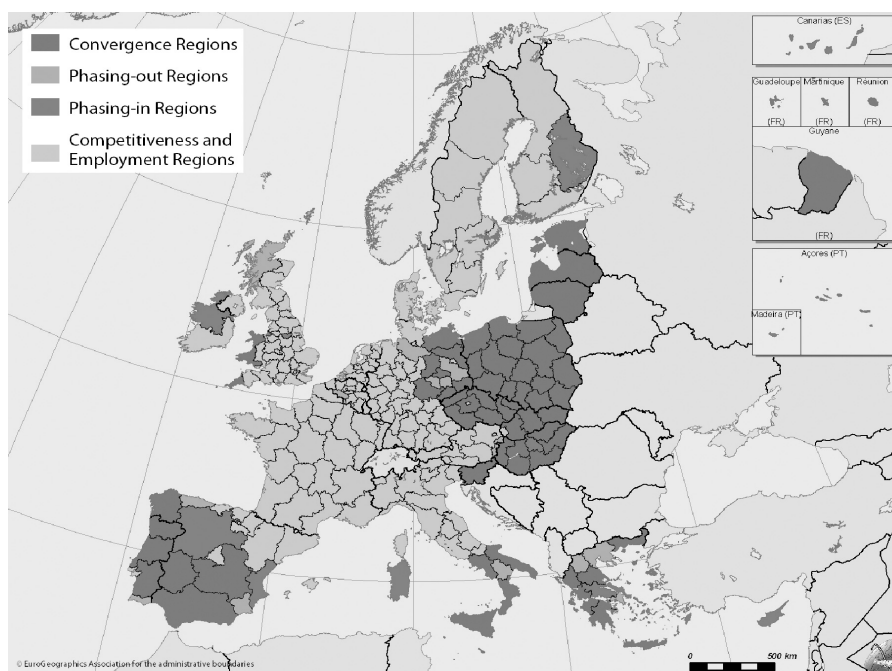 Convergence Regions
Phasing-out Regions
Phasing-in Regions
Competitiveness and
Employment Regions
Canarias (ES)
Guadeloupe Martinique Réunion
(FR) (FR) (FR)
Guyane
(FR)
Açores (PT)
Madeira (PT)
© EuroGeographics Association for the administrative boundaries
0 500 km